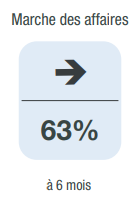 Marche des affaires
➔
63%
à 6 mois